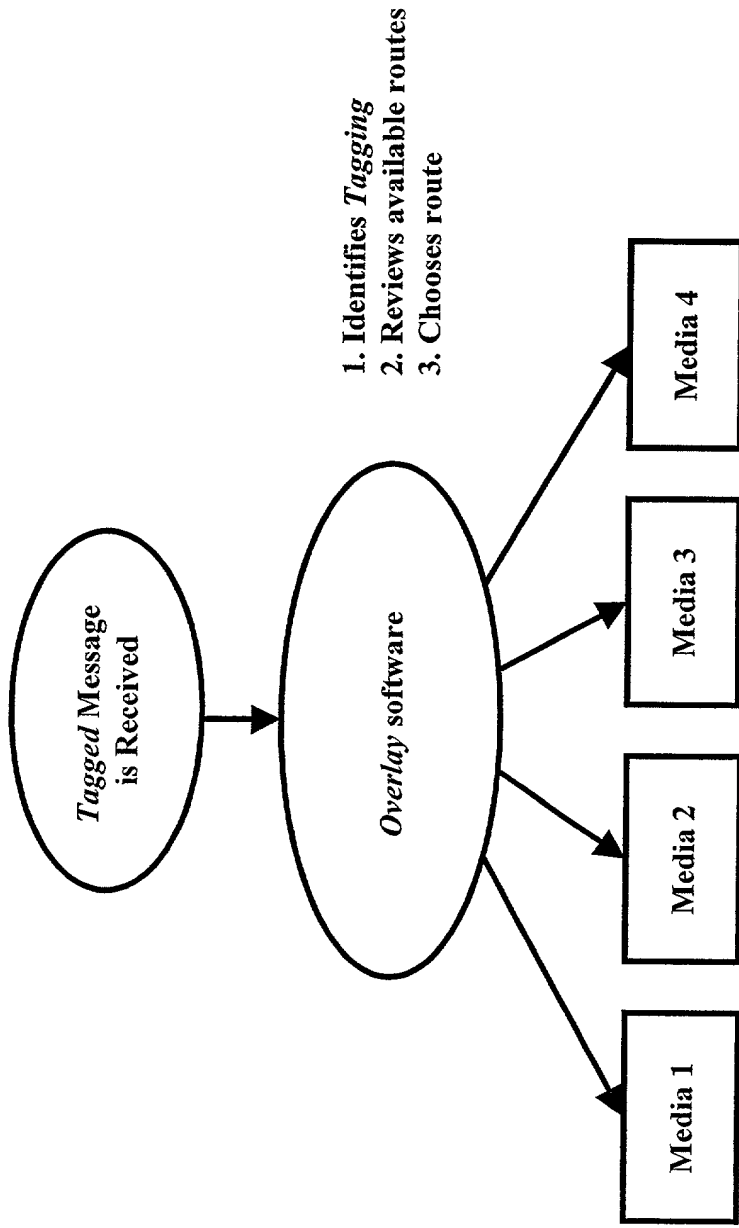 Tagged Message
is Received
Overlay software
1. Identifies Tagging
2. Reviews available routes
3. Chooses route
Media 1
Media 2
Media 3
Media 4